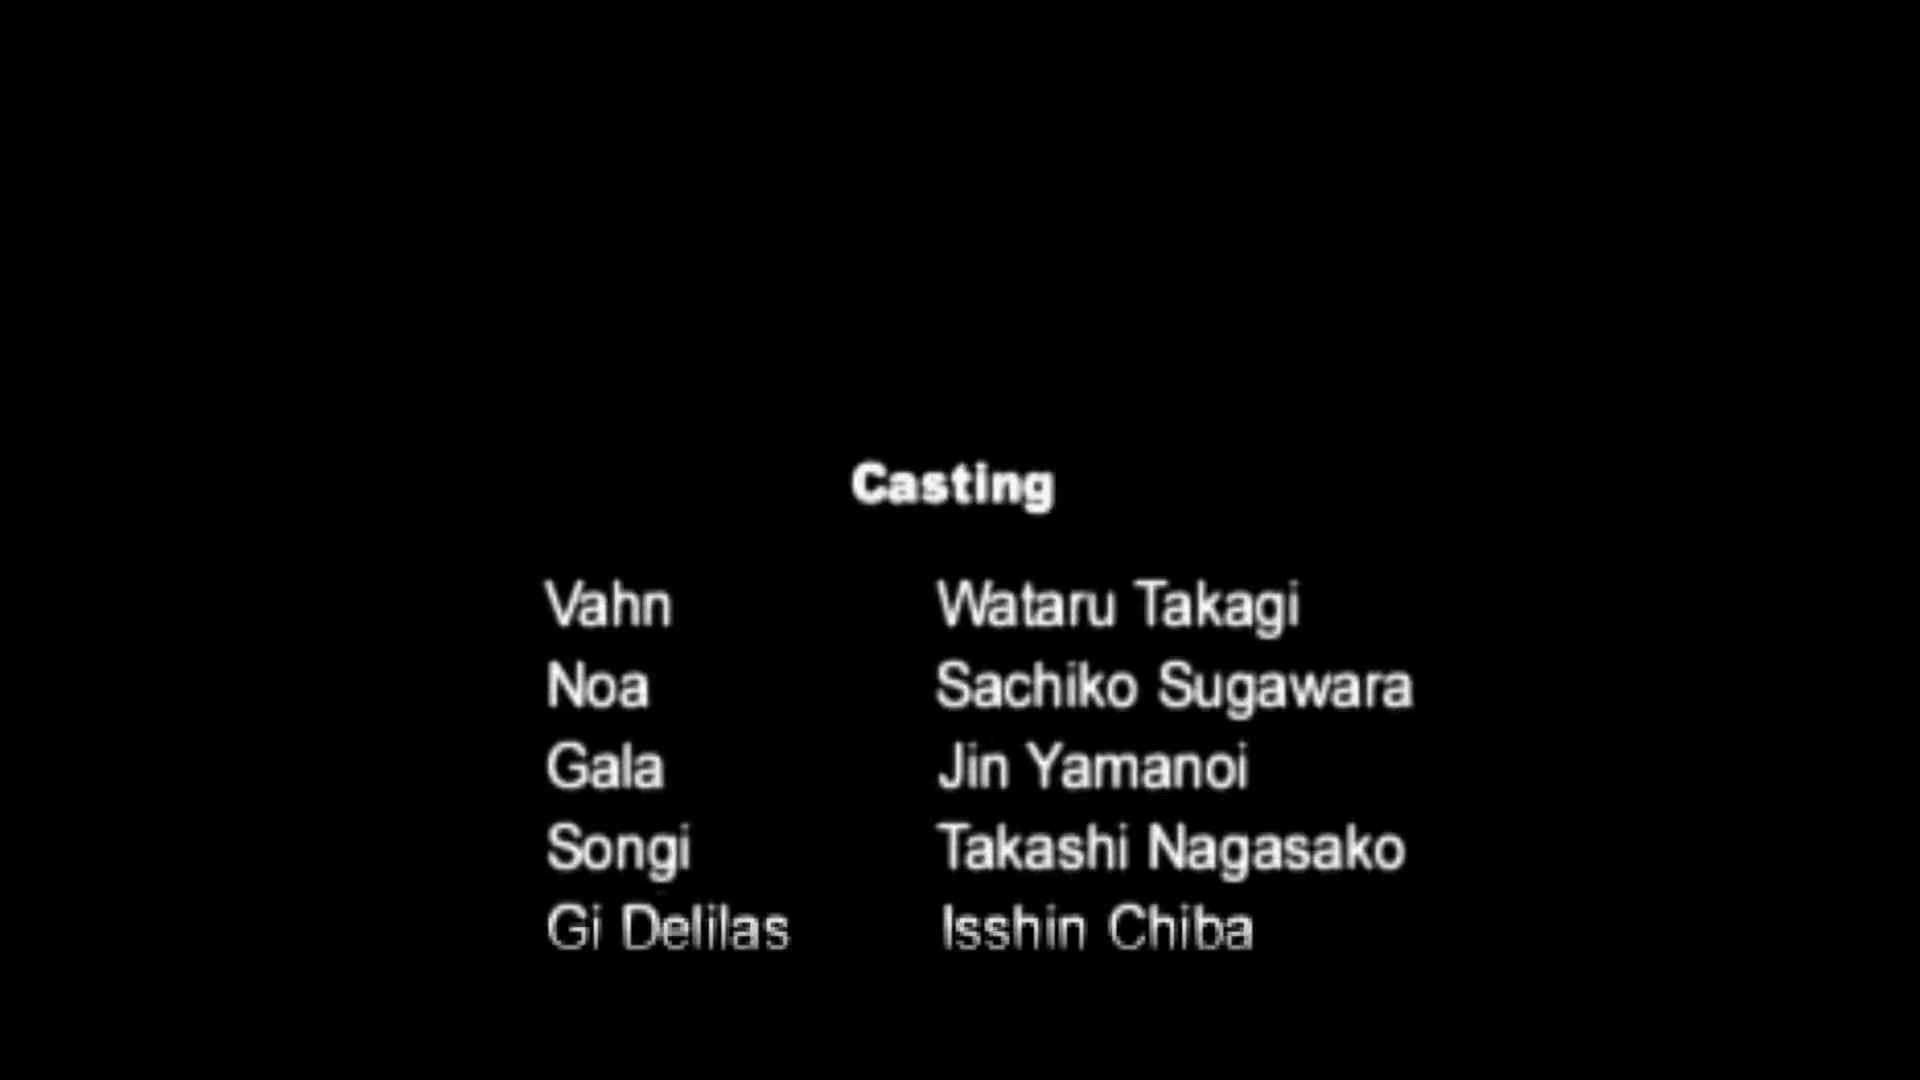 Casting
Vahn Wataru Takagi
Noa Sachiko Sugawara
Gala Jin Yamanoi
Songi Takashi Nagasako
Gi Delilas Isshin Chiba